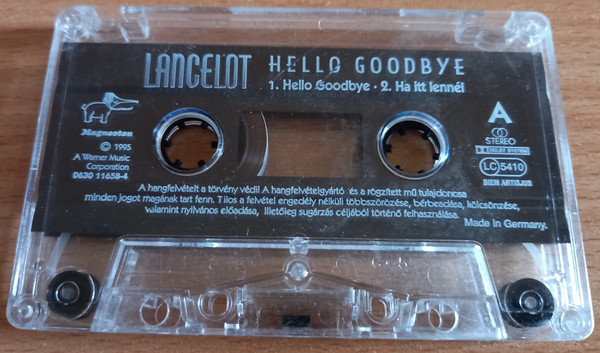 LANCELOT HELLO GOODBYE
1. Hello Goodbye • 2. Ha itt lennél
A
Magneoton
© 1995
A Warner Music
Corporation
0630 11658-4
STEREO
DOLBY SYSTEM
LC 5410
BIEM ANTISJUS
A hangfelvételt a törvény védi! A hangfelvételgyártó és a rögzített mű tulajdonosa
minden jogot magának tart fenn. Tilos a felvétel engedély nélküli többszörözése, bérbeadása, kölcsönzése,
valamint nyilvános előadása, illetőleg sugárzás céljából történő felhasználása.
Made in Germany.